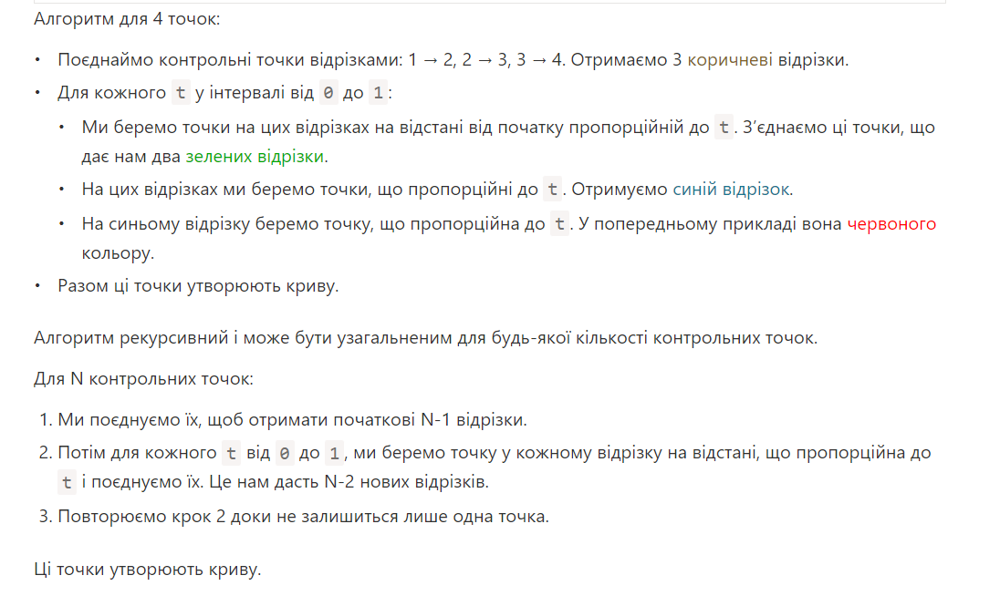 Алгоритм для 4 точок:
• Поєднаймо контрольні точки відрізками: 1 → 2, 2 → 3, 3 → 4. Отримаємо 3 коричневі відрізки.
• Для кожного t у інтервалі від 0 до 1:
• Ми беремо точки на цих відрізках на відстані від початку пропорційній до t. З’єднаємо ці точки, що
дає нам два зелених відрізки.
• На цих відрізках ми беремо точки, що пропорційні до t. Отримуємо синій відрізок.
• На синьому відрізку беремо точку, що пропорційна до t. У попередньому прикладі вона червоного
кольору.
• Разом ці точки утворюють криву.
Алгоритм рекурсивний і може бути узагальненим для будь-якої кількості контрольних точок.
Для N контрольних точок:
1. Ми поєднуємо їх, щоб отримати початкові N-1 відрізки.
2. Потім для кожного t від 0 до 1, ми беремо точку у кожному відрізку на відстані, що пропорційна до
t і поєднуємо їх. Це нам дасть N-2 нових відрізків.
3. Повторюємо крок 2 доки не залишиться лише одна точка.
Ці точки утворюють криву.